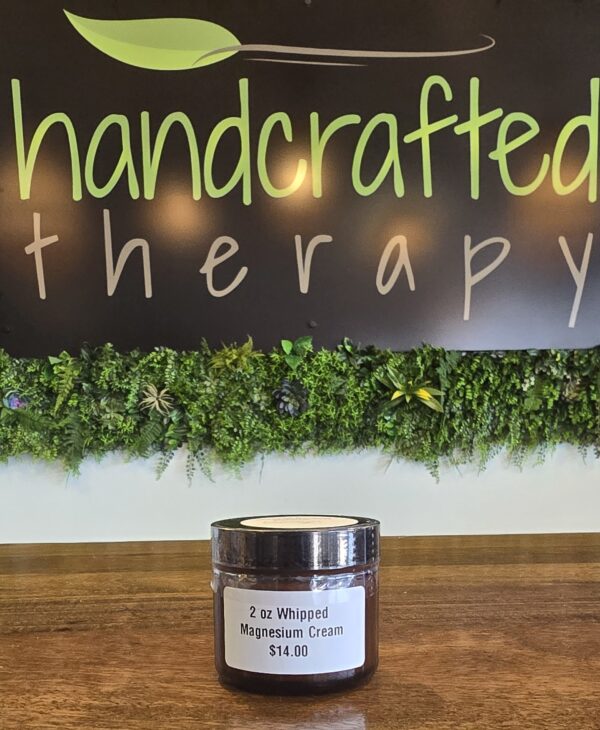 handcrafted
therapy
2 oz Whipped
Magnesium Cream
$14.00